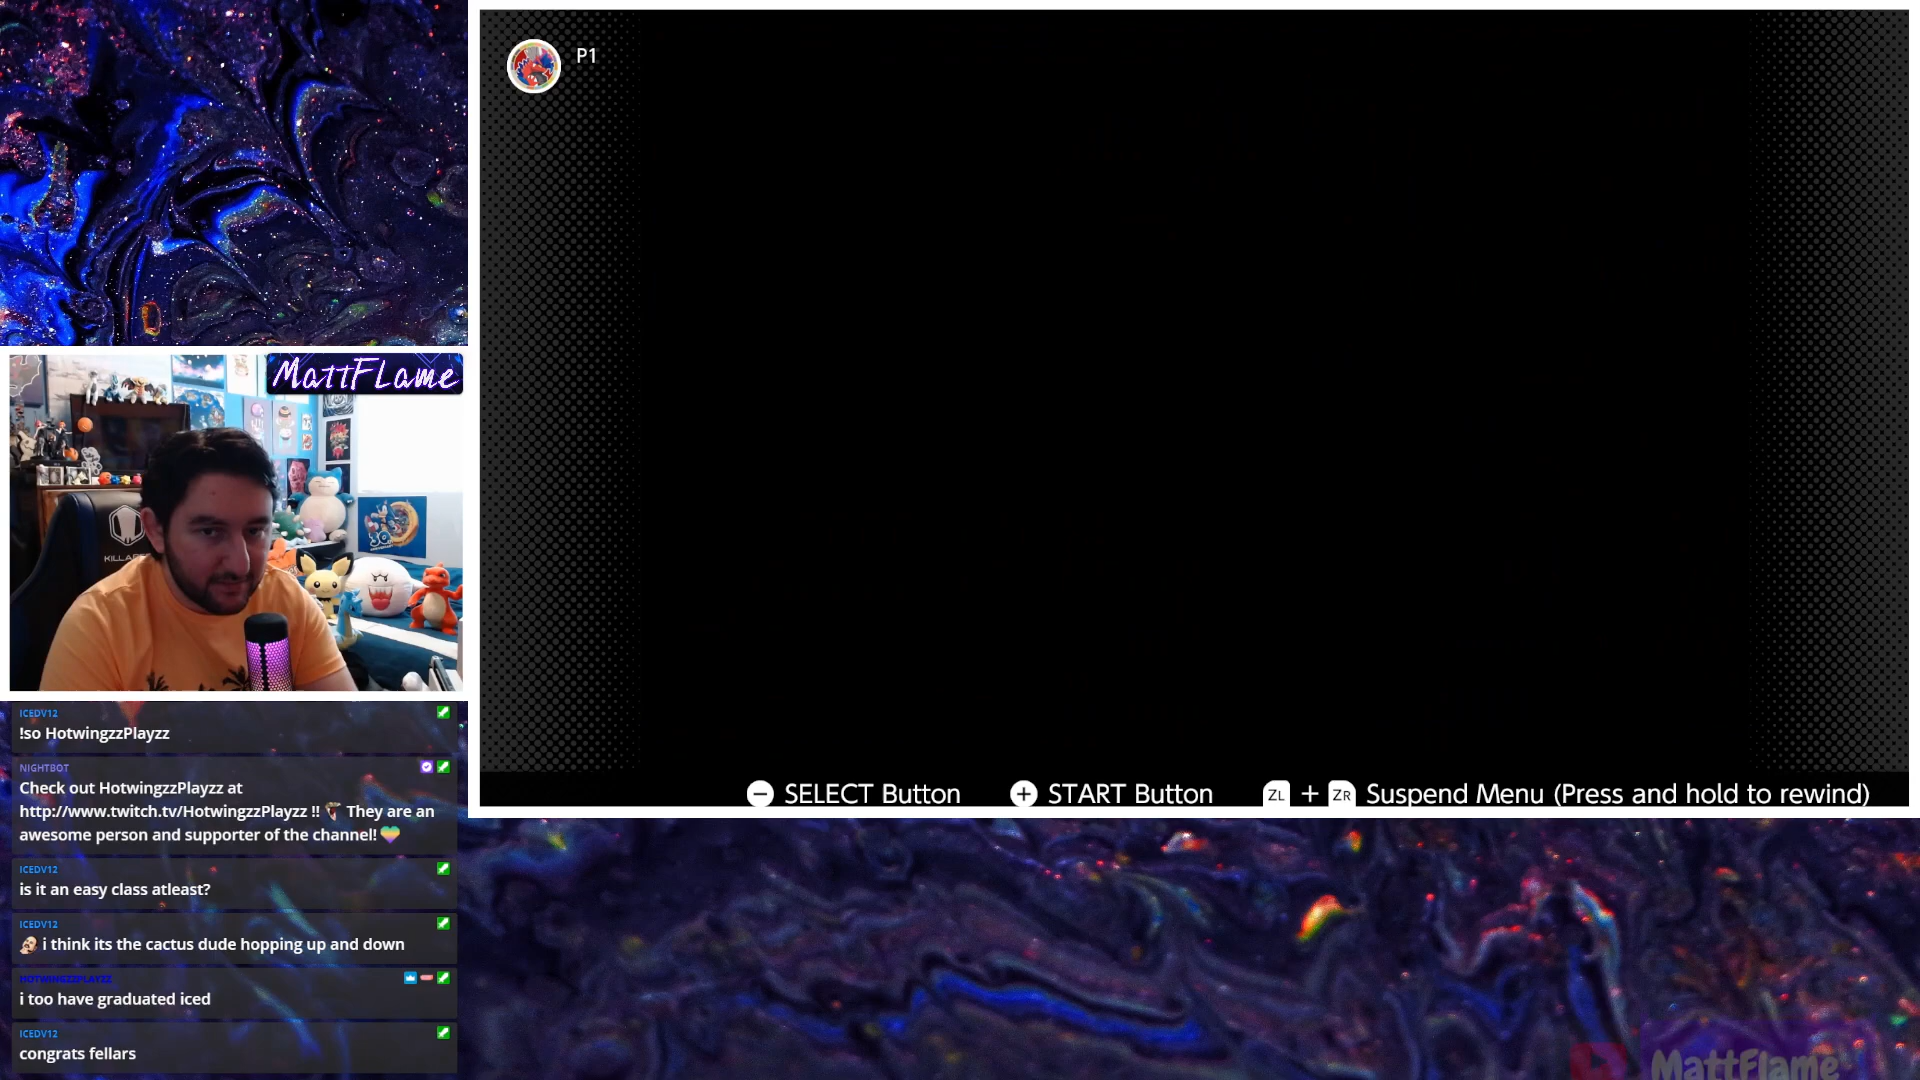 P1
MATTFLAME
KILLA
ICEDV12
!so HotwingzzPlayzz
NIGHTBOT
Check out HotwingzzPlayzz at
http://www.twitch.tv/HotwingzzPlayzz !! They are an
awesome person and supporter of the channel!
ICEDV12
is it an easy class atleast?
ICEDV12
i think its the cactus dude hopping up and down
HOTWINGZZPLAYZZ
i too have graduated iced
ICEDV12
congrats fellars
SELECT Button
START Button
ZL + ZR Suspend Menu (Press and hold to rewind)
MattFlame